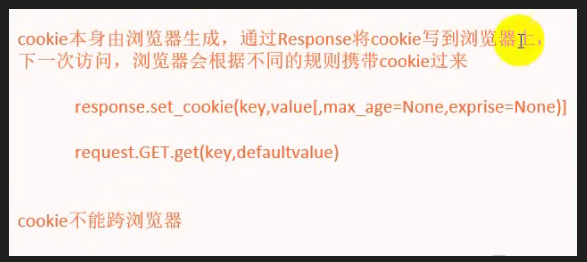 cookie本身由浏览器生成，通过Response将cookie写到浏览器上，
下一次访问，浏览器会根据不同的规则携带cookie过来
response.set_cookie(key,value[,max_age=None,exprise=None)]
request.GET.get(key,defaultvalue)
cookie不能跨浏览器